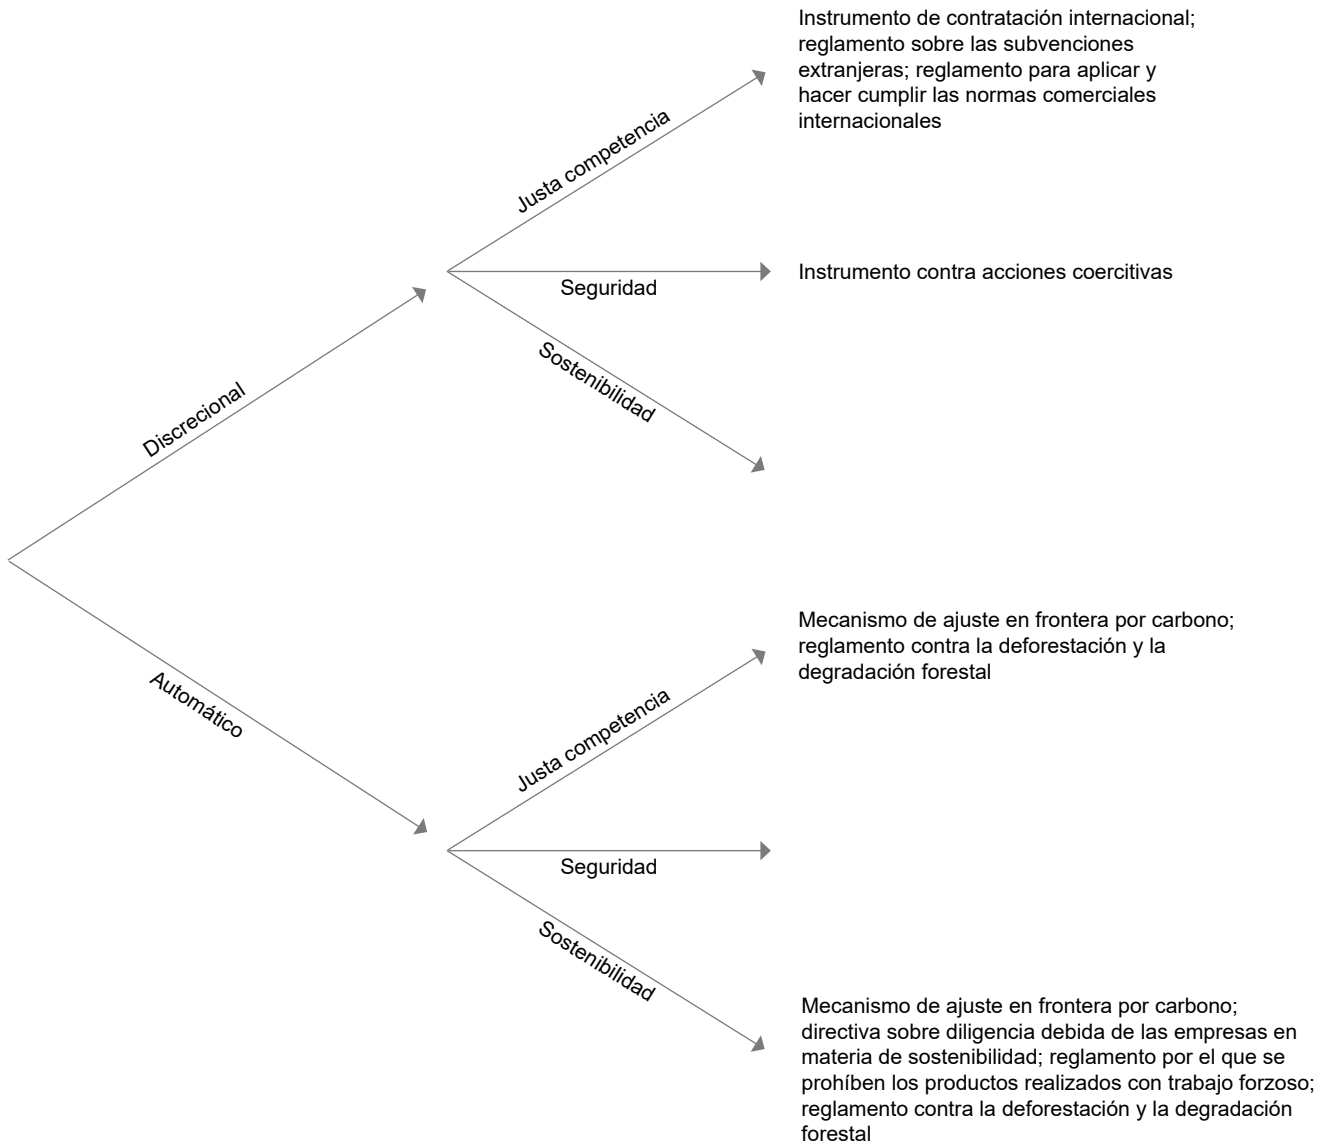 Instrumento de contratación internacional;
reglamento sobre las subvenciones
extranjeras; reglamento para aplicar y
hacer cumplir las normas comerciales
internacionales
Justa competencia
Instrumento contra acciones coercitivas
Seguridad
Sostenibilidad
Discrecional
Mecanismo de ajuste en frontera por carbono;
reglamento contra la deforestación y la
degradación forestal
Automático
Justa competencia
Seguridad
Sostenibilidad
Mecanismo de ajuste en frontera por carbono;
directiva sobre diligencia debida de las empresas en
materia de sostenibilidad; reglamento por el que se
prohíben los productos realizados con trabajo forzoso;
reglamento contra la deforestación y la degradación
forestal